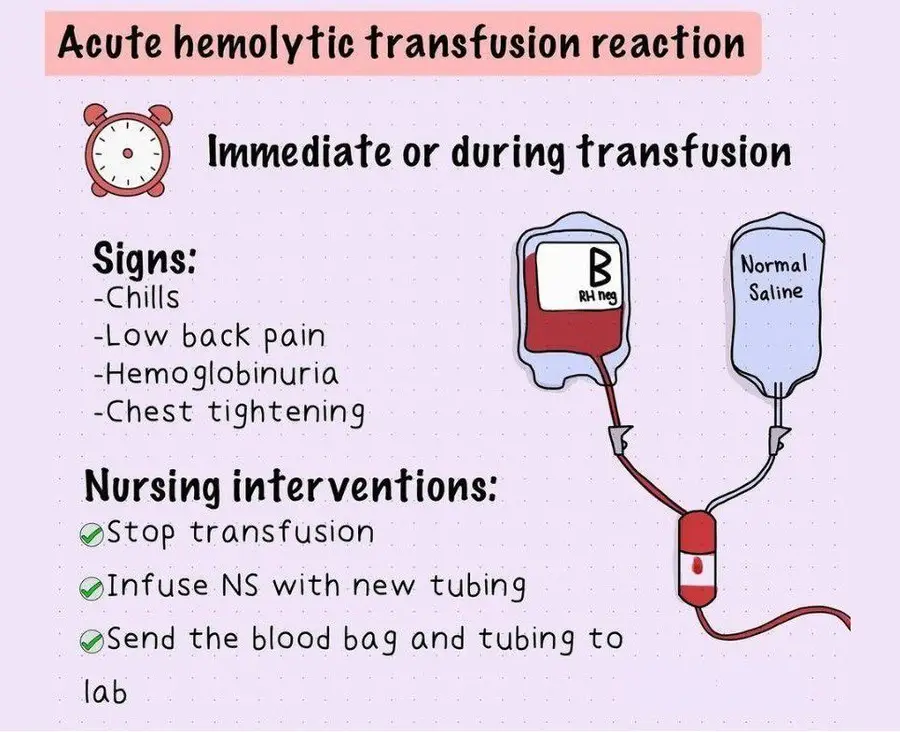 Acute hemolytic transfusion reaction
Immediate or during transfusion
Signs:
-Chills
-Low back pain
-Hemoglobinuria
-Chest tightening
B
RH neg
Normal
Saline
Nursing interventions:
Stop transfusion
Infuse NS with new tubing
Send the blood bag and tubing to
lab